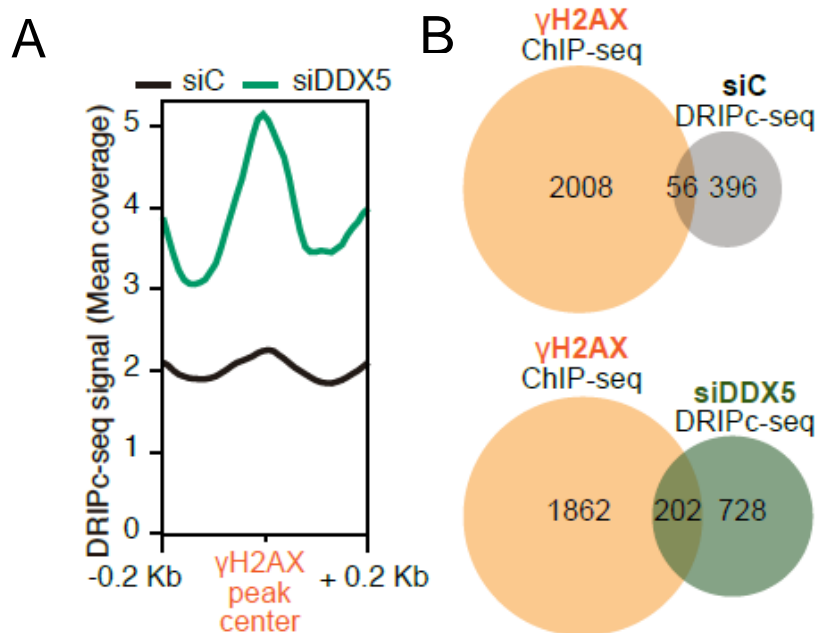 A
siC siDDX5
DRIPc-seq signal (Mean coverage)
5
4
3
2
1
0
-0.2 Kb
γH2AX
peak
center
+ 0.2 Kb
B
γH2AX
ChIP-seq
siC
DRIPc-seq
2008
56
396
γH2AX
ChIP-seq
siDDX5
DRIPc-seq
1862
202
728